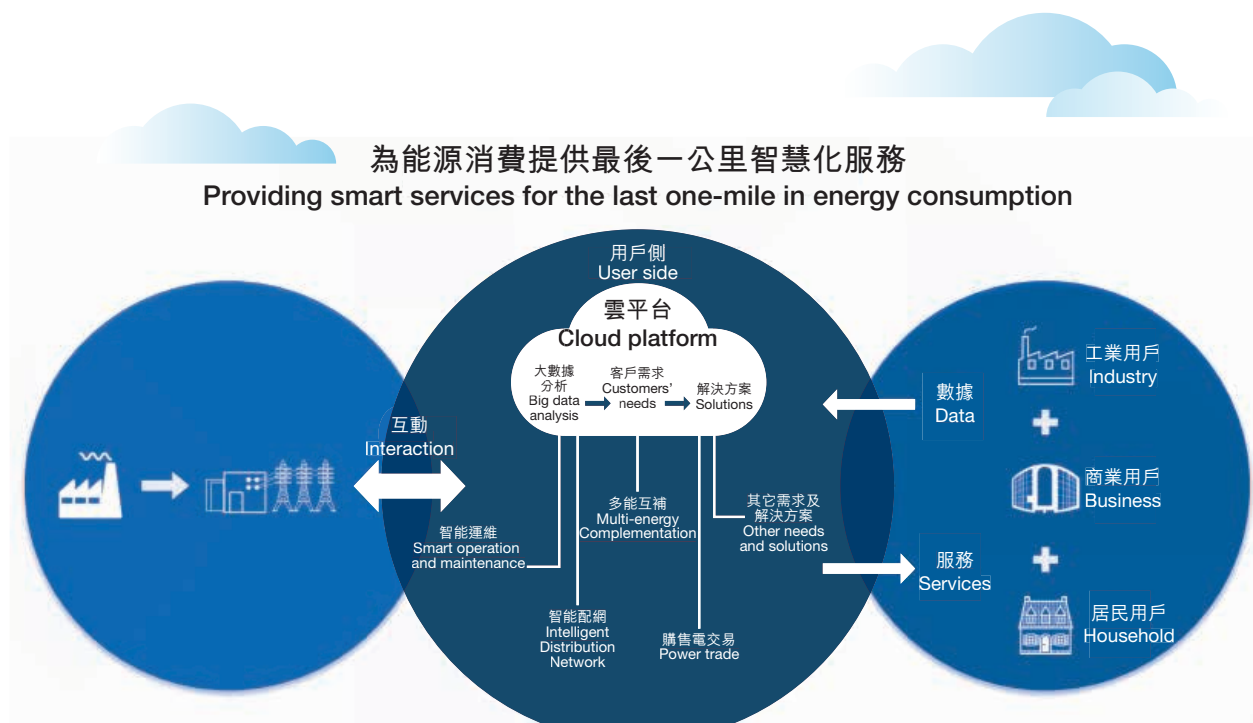 為能源消費提供最後一公里智慧化服務
Providing smart services for the last one-mile in energy consumption
用戶側
User side
雲平台
Cloud platform
大數據
分析
Big data
analysis
客戶需求
Customers'
needs
解決方案
Solutions
互動
Interaction
智能運維
Smart operation
and maintenance
智能配網
Intelligent
Distribution
Network
多能互補
Multi-energy
Complementation
購售電交易
Power trade
其它需求及
解決方案
Other needs
and solutions
數據
Data
服務
Services
工業用戶
Industry
商業用戶
Business
居民用戶
Household